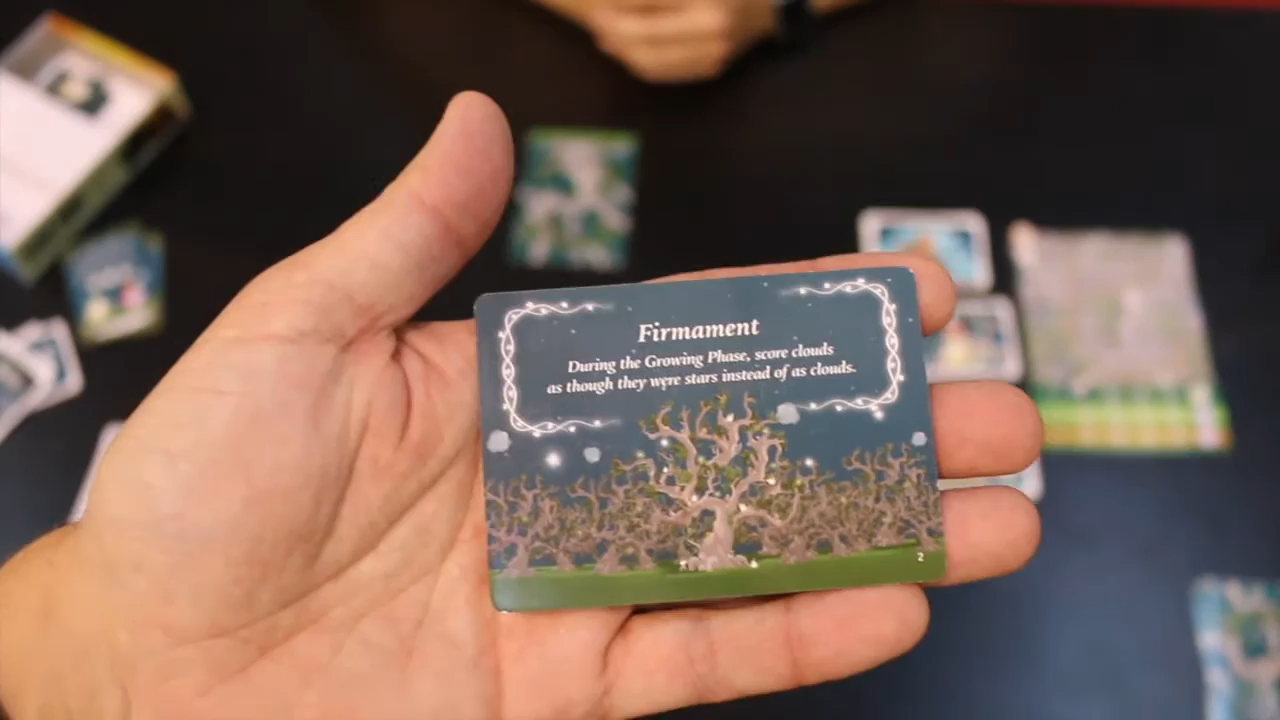 Firmament
During the Growing Phase, score clouds
as though they were stars instead of as clouds.
2